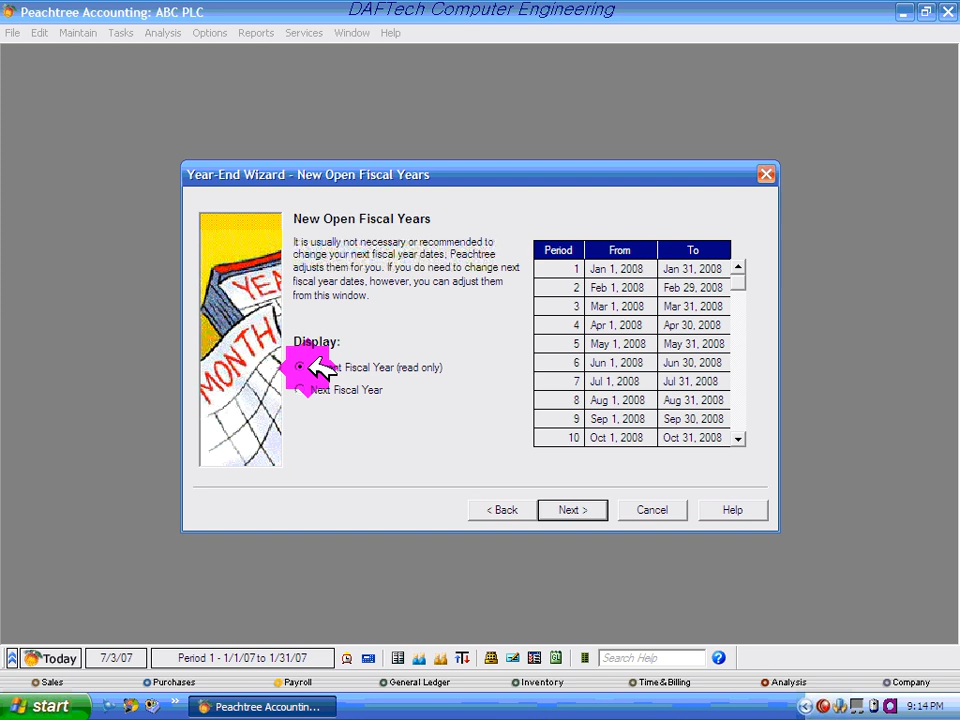 Peachtree Accounting: ABC PLC
DAFTech Computer Engineering
File Edit Maintain Tasks Analysis Options Reports Services Window Help
Year-End Wizard - New Open Fiscal Years
YEA
MONTH
New Open Fiscal Years
It is usually not necessary or recommended to
change your next fiscal year dates; Peachtree
adjusts them for you. If you do need to change next
fiscal year dates, however, you can adjust them
from this window.
Display:
Fiscal Year (read only)
Next Fiscal Year
Period From To
1 Jan 1, 2008 Jan 31, 2008
2 Feb 1, 2008 Feb 29, 2008
3 Mar 1, 2008 Mar 31, 2008
4 Apr 1, 2008 Apr 30, 2008
5 May 1, 2008 May 31, 2008
6 Jun 1, 2008 Jun 30, 2008
7 Jul 1, 2008 Jul 31, 2008
8 Aug 1, 2008 Aug 31, 2008
9 Sep 1, 2008 Sep 30, 2008
10 Oct 1, 2008 Oct 31, 2008
< Back Next > Cancel Help
Today 7/3/07 Period 1 - 1/1/07 to 1/31/07 Search Help
Sales Purchases Payroll General Ledger Inventory Time & Billing Analysis Company
start Peachtree Accountin... 9:14 PM